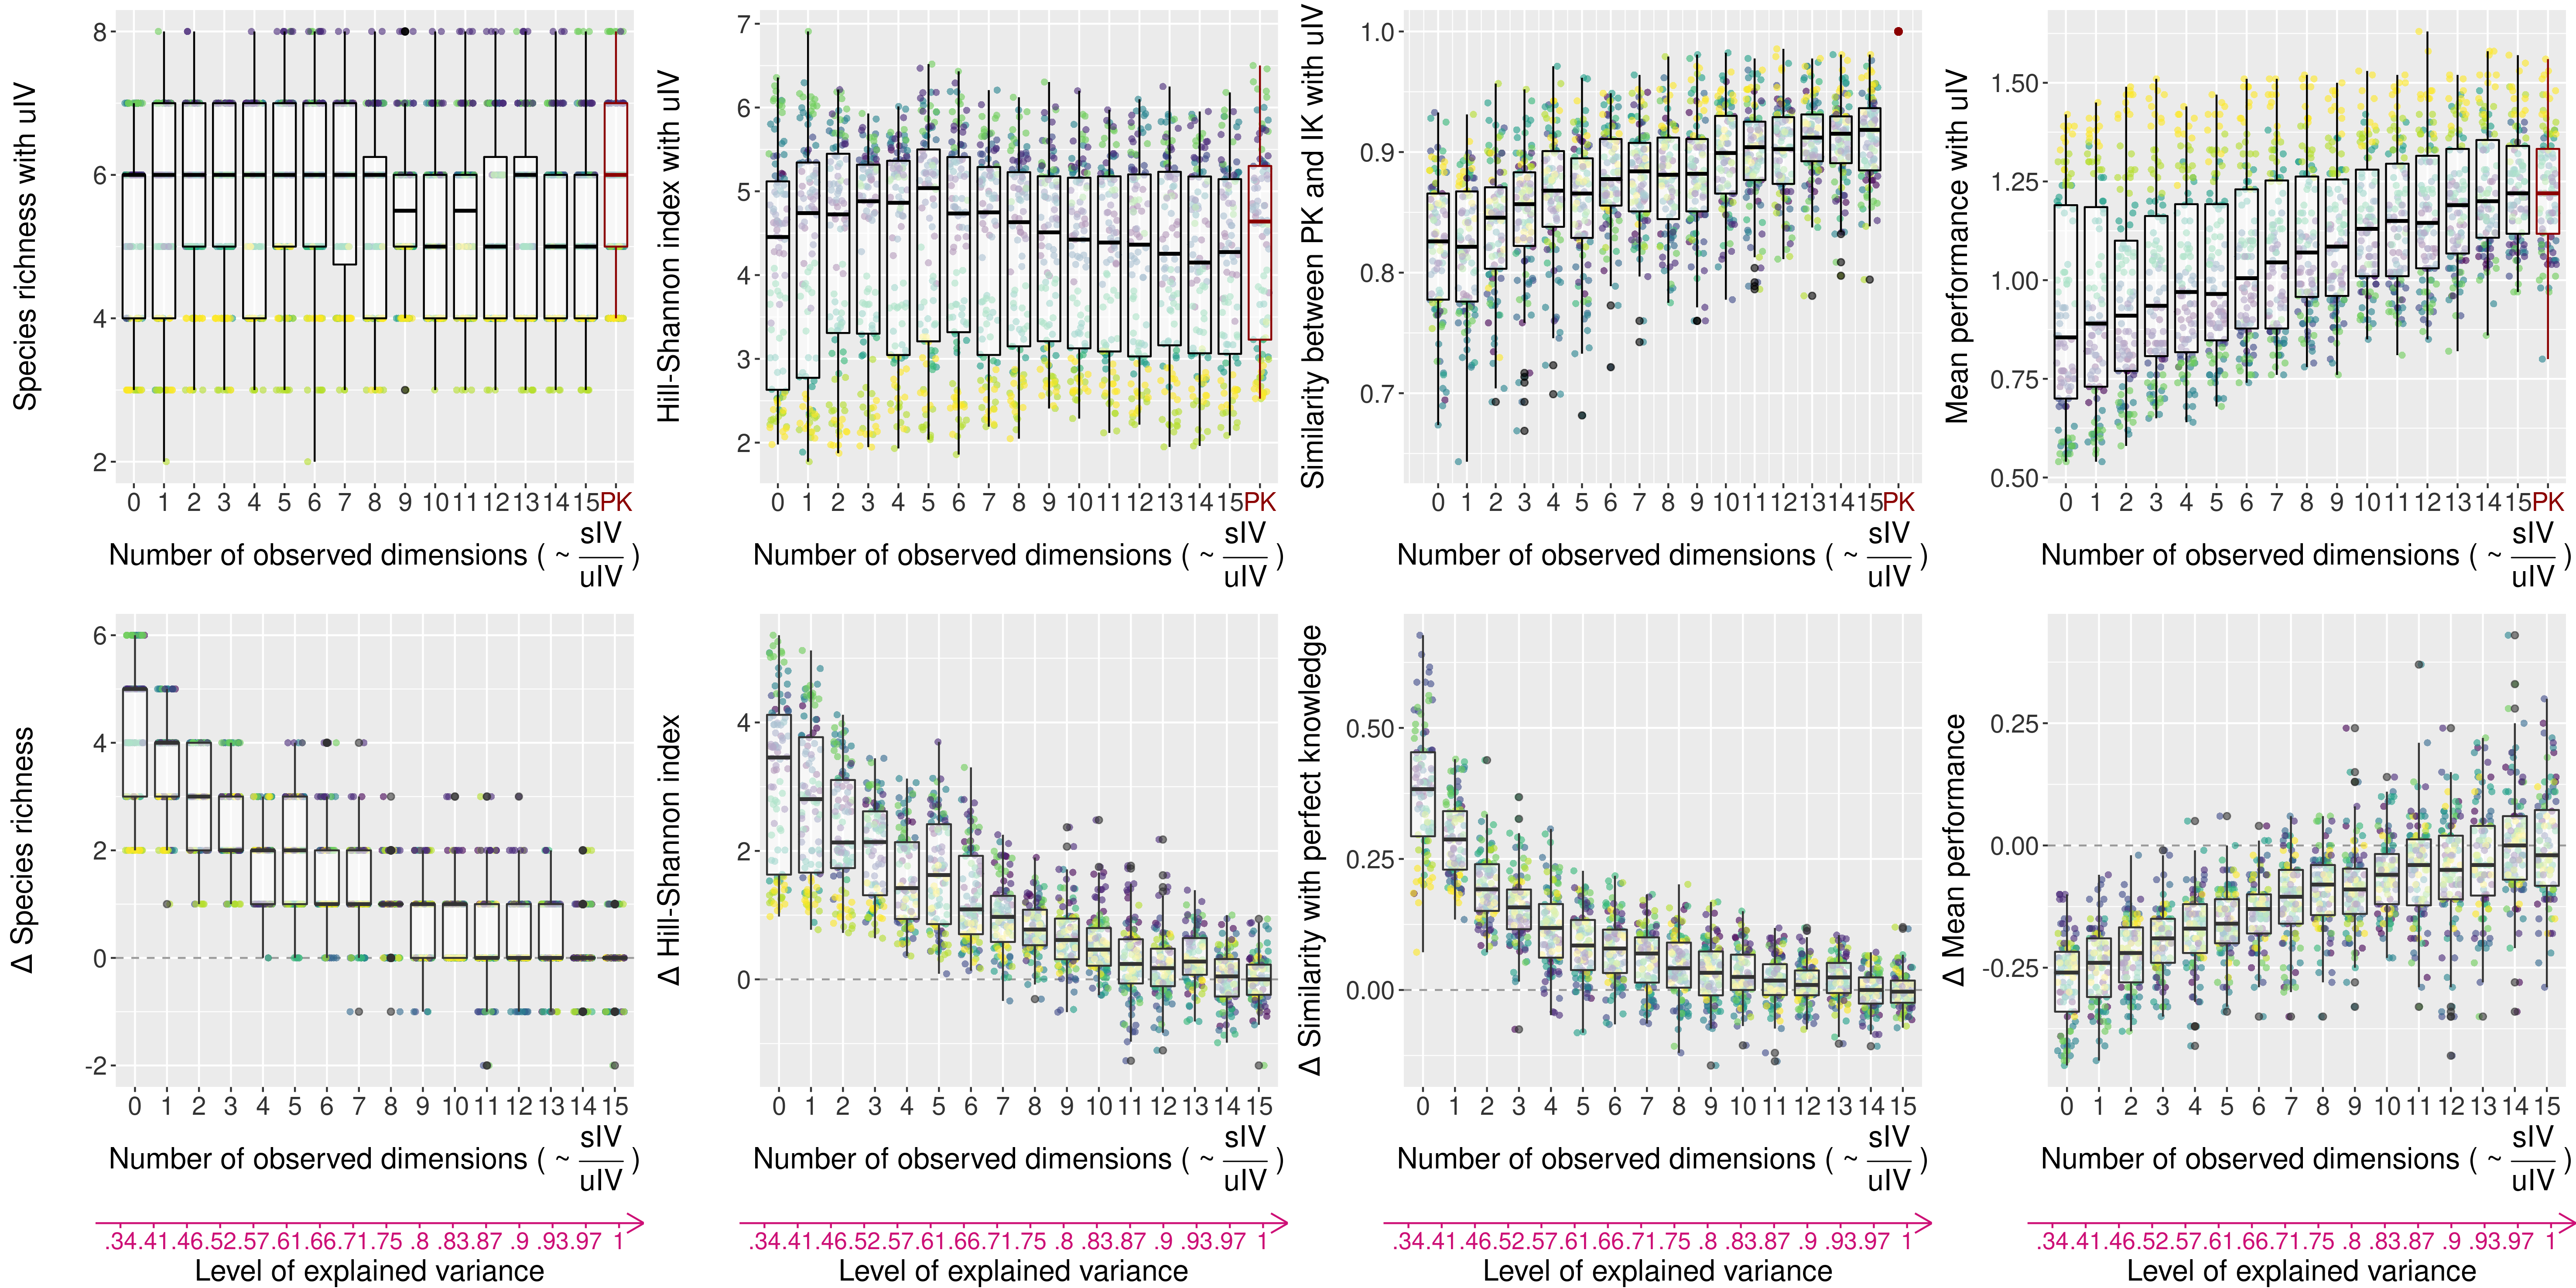 Species richness with uIV
8
6
4
2
0 1 2 3 4 5 6 7 8 9 10 11 12 13 14 15 PK
Number of observed dimensions ( ~ sIV
uIV )
Hill-Shannon index with uIV
7
6
5
4
3
2
0 1 2 3 4 5 6 7 8 9 10 11 12 13 14 15 PK
Number of observed dimensions ( ~ sIV
uIV )
Similarity between PK and IK with uIV
1.0
0.9
0.8
0.7
0 1 2 3 4 5 6 7 8 9 10 11 12 13 14 15 PK
Number of observed dimensions ( ~ sIV
uIV )
Mean performance with uIV
1.50
1.25
1.00
0.75
0.50
0 1 2 3 4 5 6 7 8 9 10 11 12 13 14 15 PK
Number of observed dimensions ( ~ sIV
uIV )
Δ Species richness
6
4
2
0
-2
0 1 2 3 4 5 6 7 8 9 10 11 12 13 14 15
Number of observed dimensions ( ~ sIV
uIV )
.34 .41 .46 .52 .57 .61 .66 .71 .75 .8 .83 .87 .9 .93 .97 1
Level of explained variance
Δ Hill-Shannon index
4
2
0
0 1 2 3 4 5 6 7 8 9 10 11 12 13 14 15
Number of observed dimensions ( ~ sIV
uIV )
.34 .41 .46 .52 .57 .61 .66 .71 .75 .8 .83 .87 .9 .93 .97 1
Level of explained variance
Δ Similarity with perfect knowledge
0.50
0.25
0.00
0 1 2 3 4 5 6 7 8 9 10 11 12 13 14 15
Number of observed dimensions ( ~ sIV
uIV )
.34 .41 .46 .52 .57 .61 .66 .71 .75 .8 .83 .87 .9 .93 .97 1
Level of explained variance
Δ Mean performance
0.25
0.00
-0.25
0 1 2 3 4 5 6 7 8 9 10 11 12 13 14 15
Number of observed dimensions ( ~ sIV
uIV )
.34 .41 .46 .52 .57 .61 .66 .71 .75 .8 .83 .87 .9 .93 .97 1
Level of explained variance